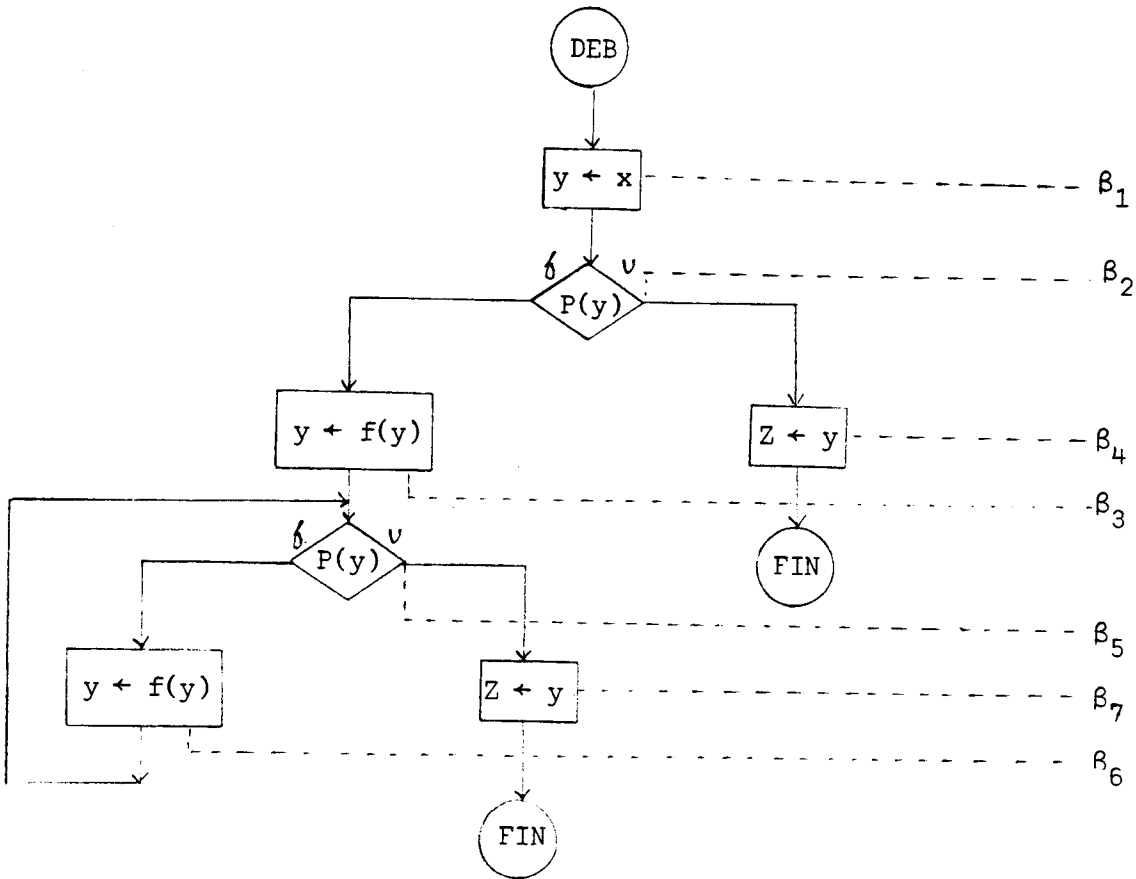 DEB
y ← x
β1
f v
β2
P(y)
y ← f(y)
Z ← y
β4
β3
f v
P(y)
FIN
β5
y ← f(y)
Z ← y
β7
β6
FIN